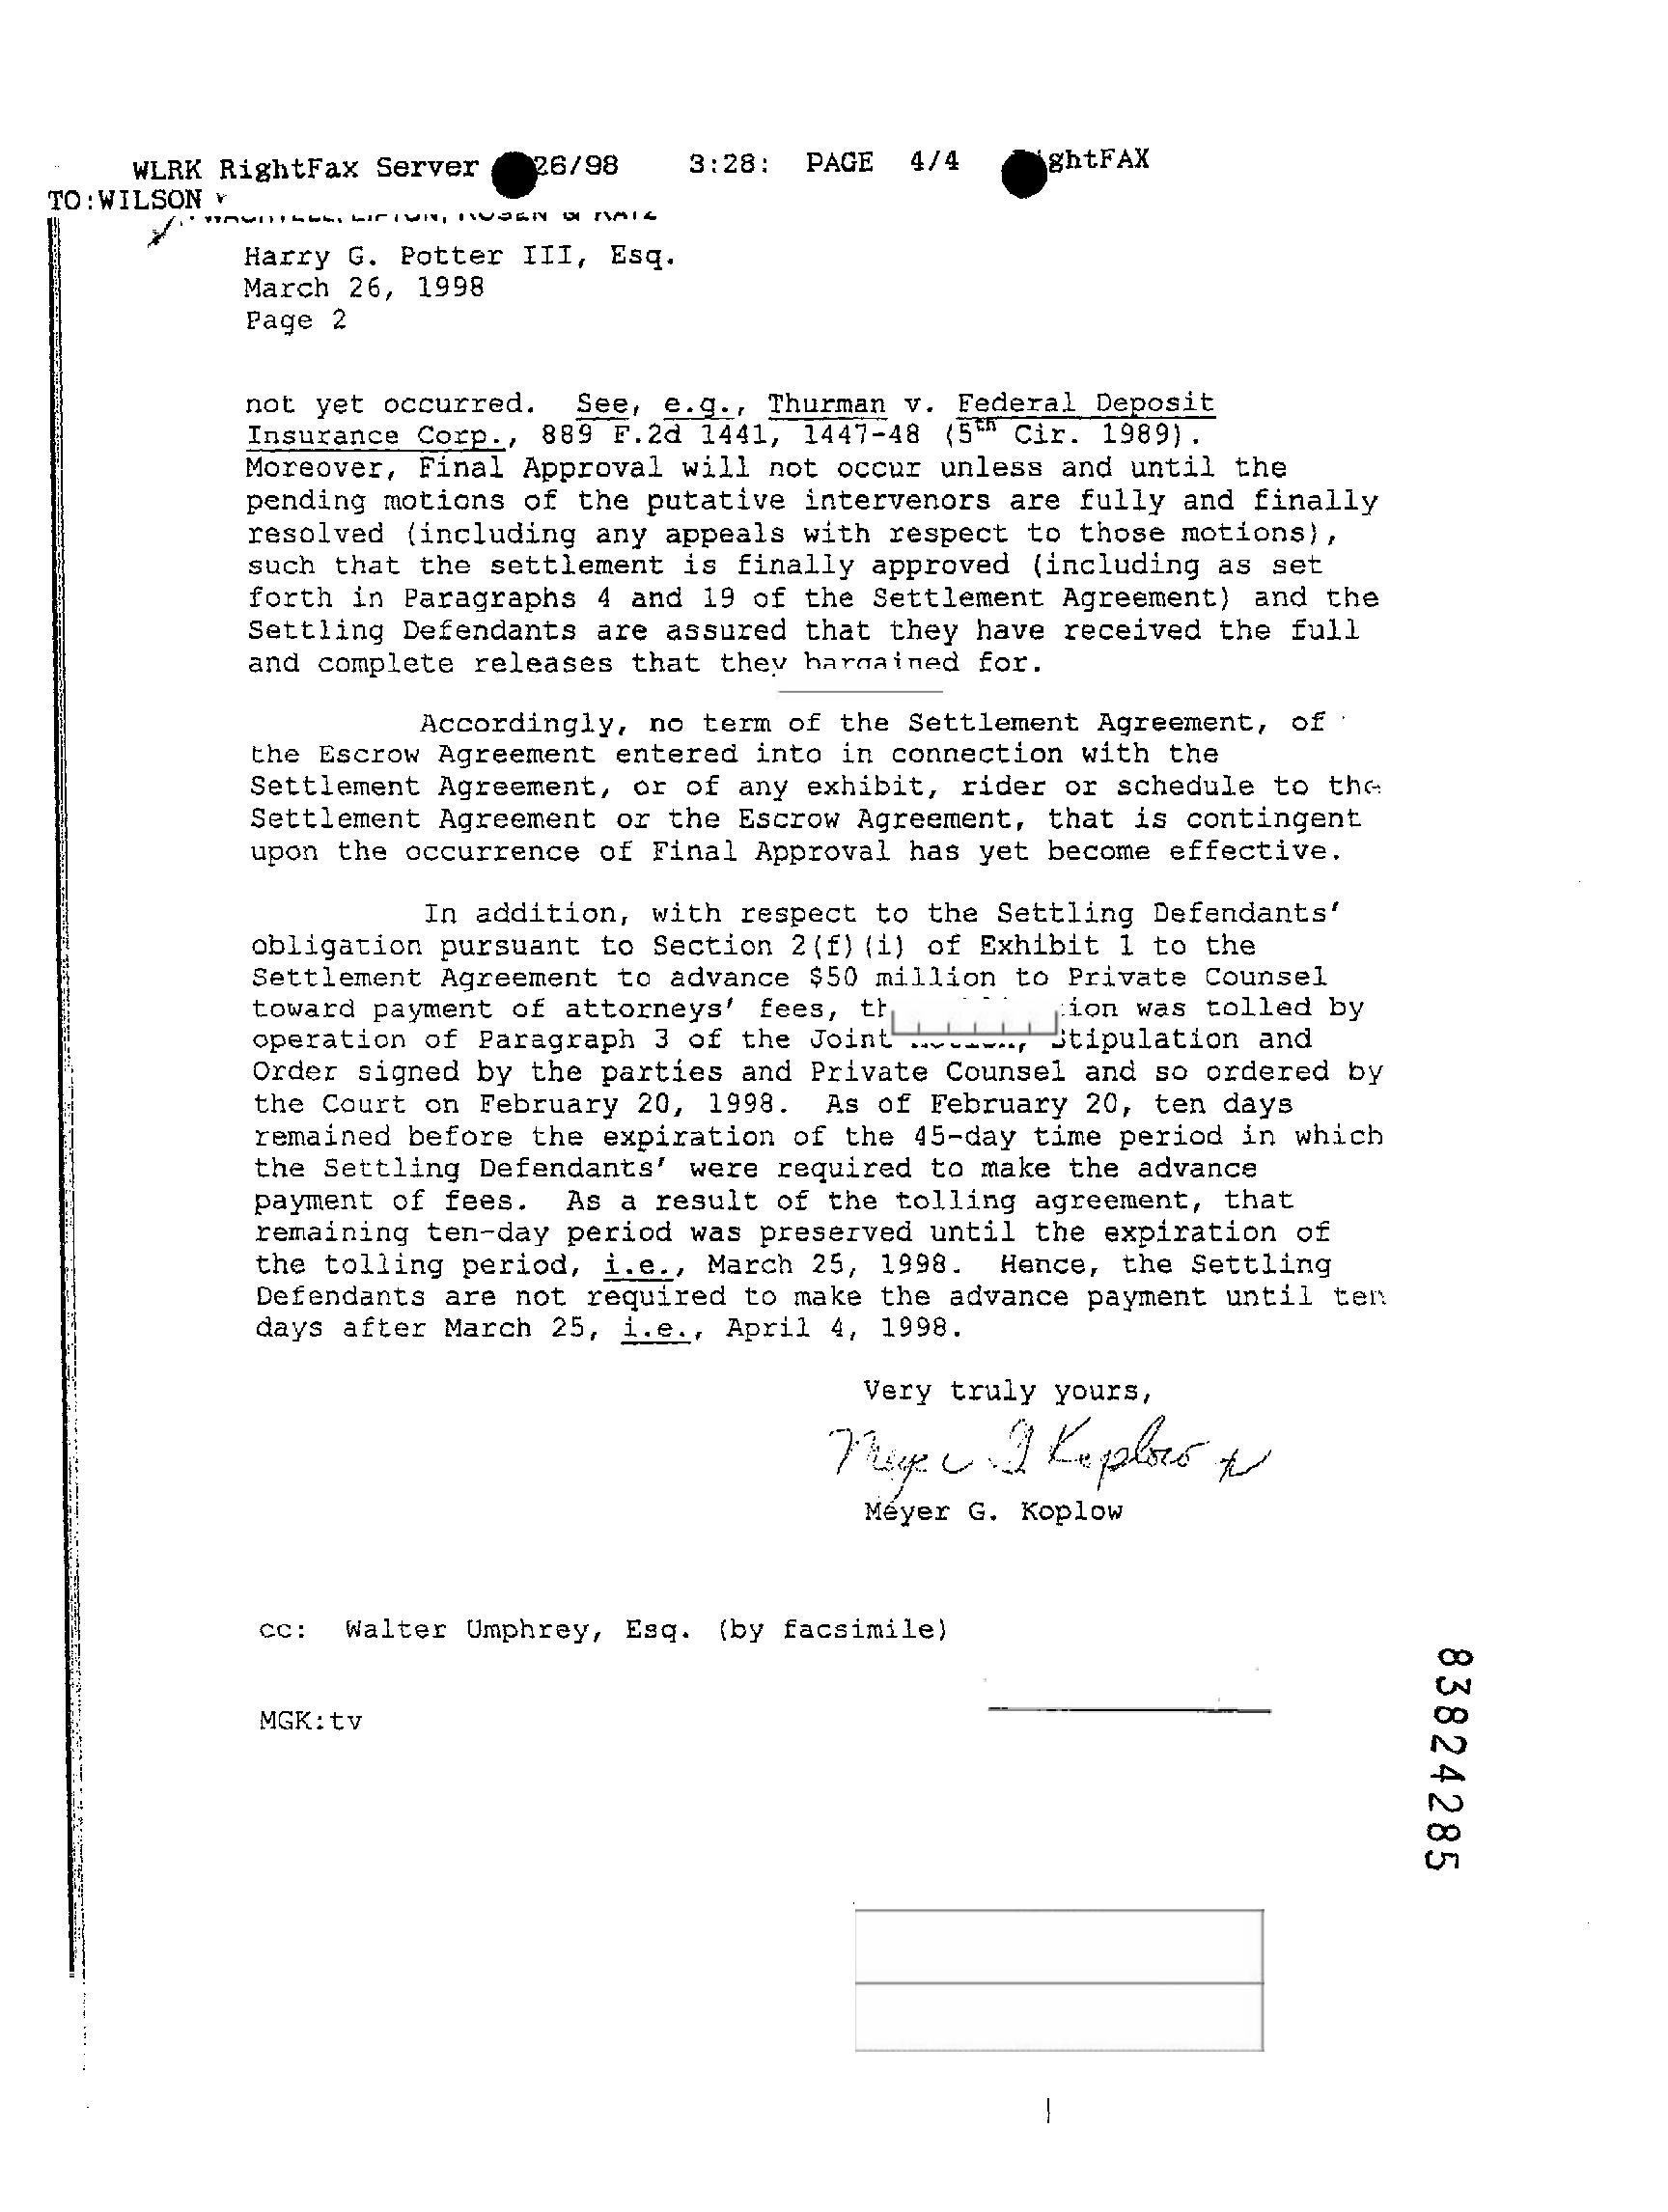 WLRK RightFax Server 26/98 3:28: PAGE 4/4 ghtFAX
TO:WILSON
Harry G. Potter III, Esq.
March 26, 1998
Page 2
not yet occurred. See, e.g., Thurman v. Federal Deposit
Insurance Corp., 889 F.2d 1441, 1447-48 (5th Cir. 1989).
Moreover, Final Approval will not occur unless and until the
pending motions of the putative intervenors are fully and finally
resolved (including any appeals with respect to those motions),
such that the settlement is finally approved (including as set
forth in Paragraphs 4 and 19 of the Settlement Agreement) and the
Settling Defendants are assured that they have received the full
and complete releases that they bargained for.
Accordingly, no term of the Settlement Agreement, of
the Escrow Agreement entered into in connection with the
Settlement Agreement, or of any exhibit, rider or schedule to the
Settlement Agreement or the Escrow Agreement, that is contingent
upon the occurrence of Final Approval has yet become effective.
In addition, with respect to the Settling Defendants'
obligation pursuant to Section 2(f)(i) of Exhibit 1 to the
Settlement Agreement to advance $50 million to Private Counsel
toward payment of attorneys' fees, was tolled by
operation of Paragraph 3 of the Joint Stipulation and
Order signed by the parties and Private Counsel and so ordered by
the Court on February 20, 1998. As of February 20, ten days
remained before the expiration of the 45-day time period in which
the Settling Defendants' were required to make the advance
payment of fees. As a result of the tolling agreement, that
remaining ten-day period was preserved until the expiration of
the tolling period, i.e., March 25, 1998. Hence, the Settling
Defendants are not required to make the advance payment until ten
days after March 25, i.e., April 4, 1998.
Very truly yours,
Meyer G Koplow
Meyer G. Koplow
cc: Walter Umphrey, Esq. (by facsimile)
MGK:tv
83824285